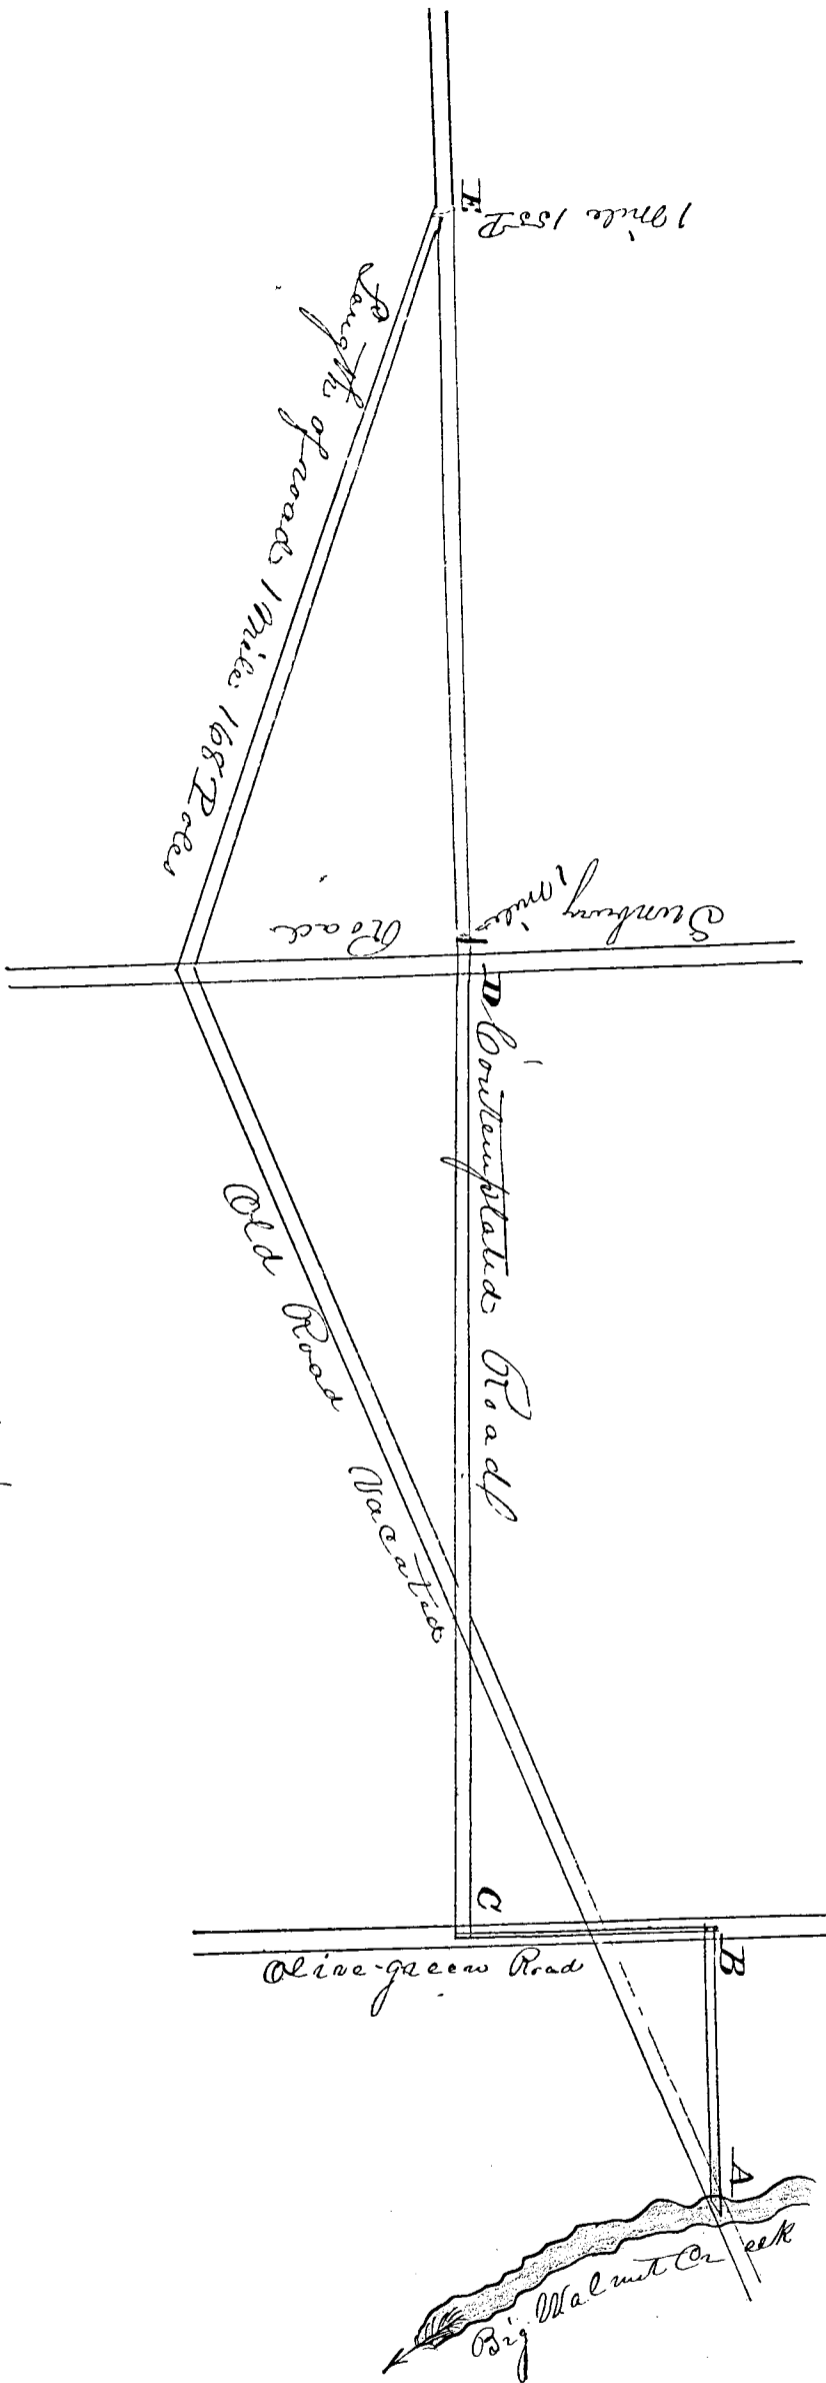 E
1 Mile 155 P
Length of road 1 Mile 168 Poles
Sunbury Road
1 mile
D
Contemplated Road
Old Road Vacated
C
B
Olive-green Road
A
Big Walnut Creek